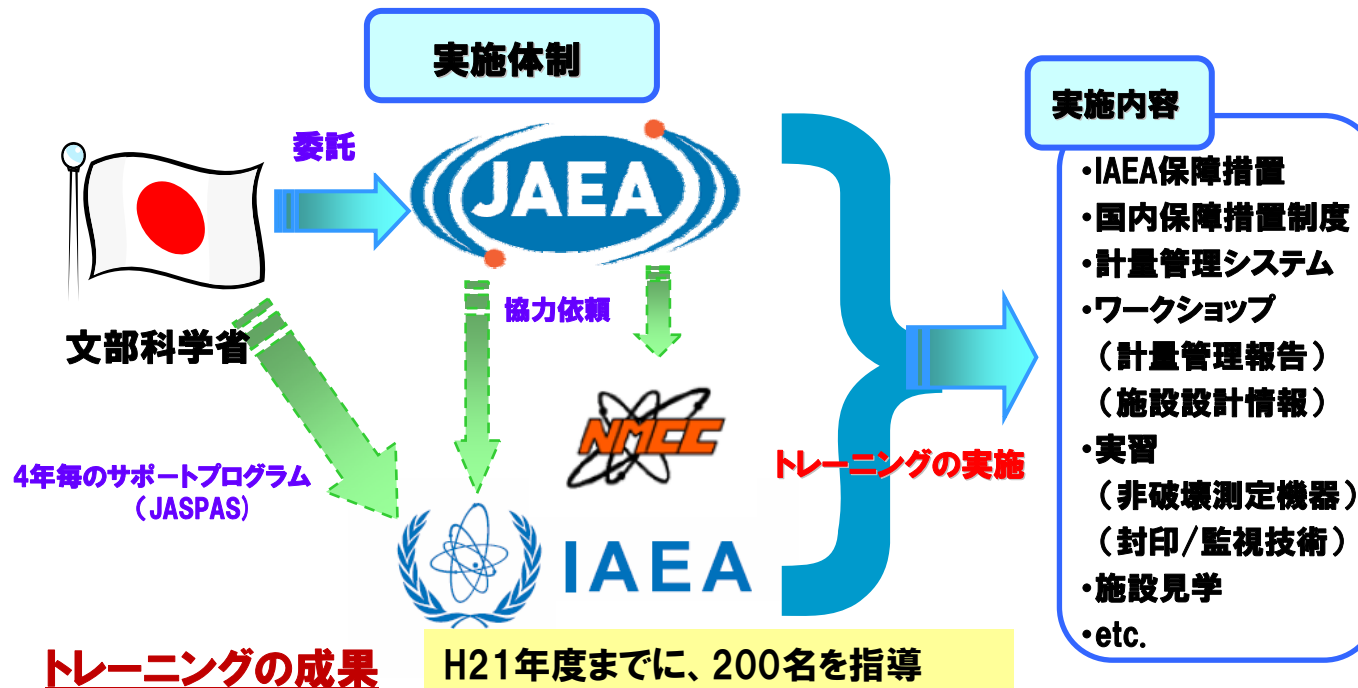 実施体制
実施内容
委託
JAEA
文部科学省
協力依頼
NMCC
4年毎のサポートプログラム
(JASPAS)
IAEA
トレーニングの実施
・IAEA保障措置
・国内保障措置制度
・計量管理システム
・ワークショップ
(計量管理報告)
(施設設計情報)
・実習
(非破壊測定機器)
(封印/監視技術)
・施設見学
・etc.
トレーニングの成果
H21年度までに、200名を指導